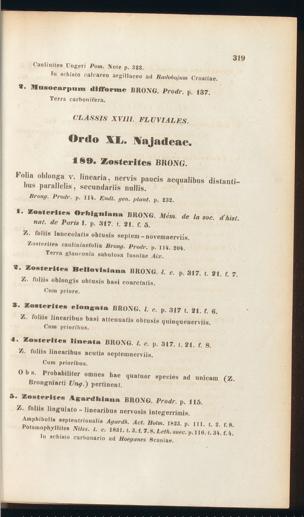 319
Caulinites Ungeri Pom. Note p. 323.
In schisto calcareo argillaceo ad Radobojum Croatiae.
2. Musocarpum difforme BRONG. Prodr. p. 137.
Terra carbonifera.
CLASSIS XVIII. FLUVIALES.
Ordo XL. Najadeae.
189. Zosterites BRONG.
Folia oblonga v. linearia, nervis paucis aequalibus distanti-
bus parallelis, secundariis nullis.
Brong. Prodr. p. 114. Endl. gen. plant. p. 232.
1. Zosterites Orbigniana BRONG. Mém. de la soc. d'hist.
nat. de Paris I. p. 317. t. 21. f. 5.
Z. foliis lanceolatis obtusis septem - novemnerviis.
Zosterites cauliniaefolia Brong. Prodr. p. 114. 204.
Terra glauconia sabulosa Insulae Aix.
2. Zosterites Bellovisiana BRONG. l. c. p. 317. t. 21. f. 7.
Z. foliis oblongis obtusis basi coarctatis.
Cum priore.
3. Zosterites elongata BRONG. l. c. p. 317 t. 21. f. 6.
Z. foliis linearibus basi attenuatis obtusis quinquenerviis.
Cum prioribus.
4. Zosterites lineata BRONG. l. c. p. 317. t. 21. f. 8.
Z. foliis linearibus acutis septemnerviis.
Cum prioribus.
Obs. Probabiliter omnes hae quatuor species ad unicam (Z.
Brongniarti Ung.) pertinent.
5. Zosterites Agardhiana BRONG. Prodr. p. 115.
Z. foliis lingulato - linearibus nervosis integerrimis.
Amphibolis septentrionalis Agardh. Act. Holm. 1823. p. 111. t. 2. f. 8.
Potamophyllites Nilss. l. c. 1831. t. 3. f. 7. 8. Leth. suec. p. 110. t. 34. f. 4.
In schisto carbonario ad Hoeganes Scaniae.